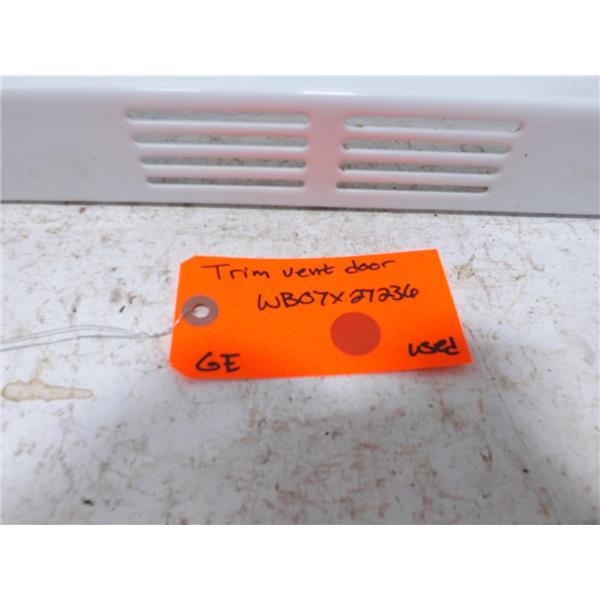 Trim vent door
WB07X27236
GE
used